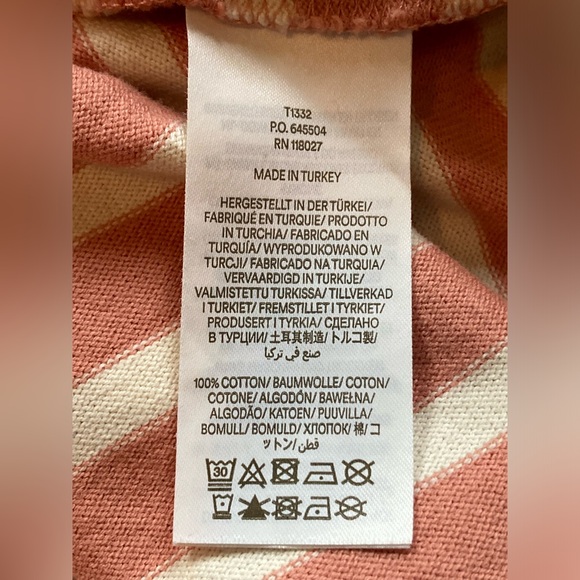 T1332
P.O. 645504
RN 118027
MADE IN TURKEY
HERGESTELLT IN DER TÜRKEI/
FABRIQUÉ EN TURQUIE/ PRODOTTO
IN TURCHIA/ FABRICADO EN
TURQUÍA/ WYPRODUKOWANO W
TURCJI/ FABRICADO NA TURQUIA/
VERVAARDIGD IN TURKIJE/
VALMISTETTU TURKISSA/ TILLVERKAD
I TURKIET/ FREMSTILLET I TYRKIET/
PRODUSERT I TYRKIA/ СДЕЛАНО
В ТУРЦИИ/ 土耳其制造/ トルコ製/
صنع في تركيا
100% COTTON/ BAUMWOLLE/ COTON/
COTONE/ ALGODÓN/ BAWEŁNA/
ALGODÃO/ KATOEN/ PUUVILLA/
BOMULL/ BOMULD/ ХЛОПОК/ 棉/ コ
ットン/ قطن/
30